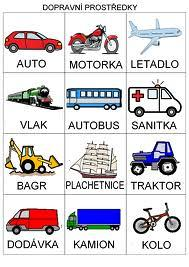 DOPRAVNÍ PROSTŘEDKY
AUTO MOTORKA LETADLO
VLAK AUTOBUS SANITKA
BAGR PLACHETNICE TRAKTOR
DODÁVKA KAMION KOLO